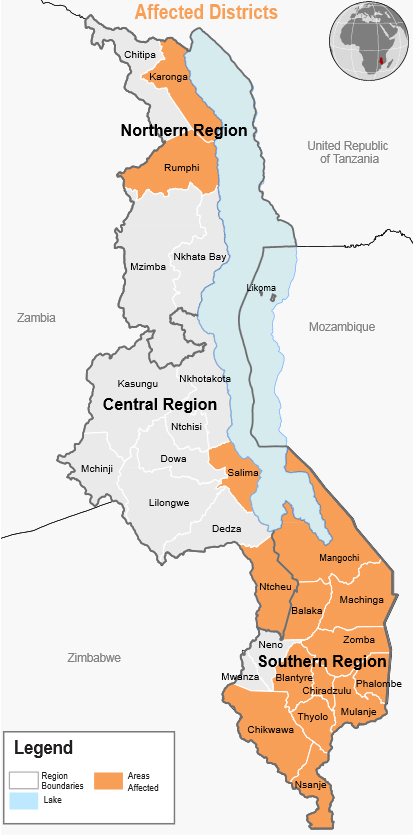 Affected Districts
Chitipa
Karonga
Northern Region
United Republic
of Tanzania
Rumphi
Nkhata Bay
Mzimba
Likoma
Zambia
Mozambique
Kasungu
Nkhotakota
Central Region
Ntchisi
Dowa
Mchinji
Salima
Lilongwe
Dedza
Mangochi
Ntcheu
Machinga
Balaka
Zomba
Neno
Zimbabwe
Southern Region
Mwanza
Blantyre
Phalombe
Chiradzulu
Mulanje
Thyolo
Chikwawa
Nsanje
Legend
Region
Boundaries
Areas
Affected
Lake